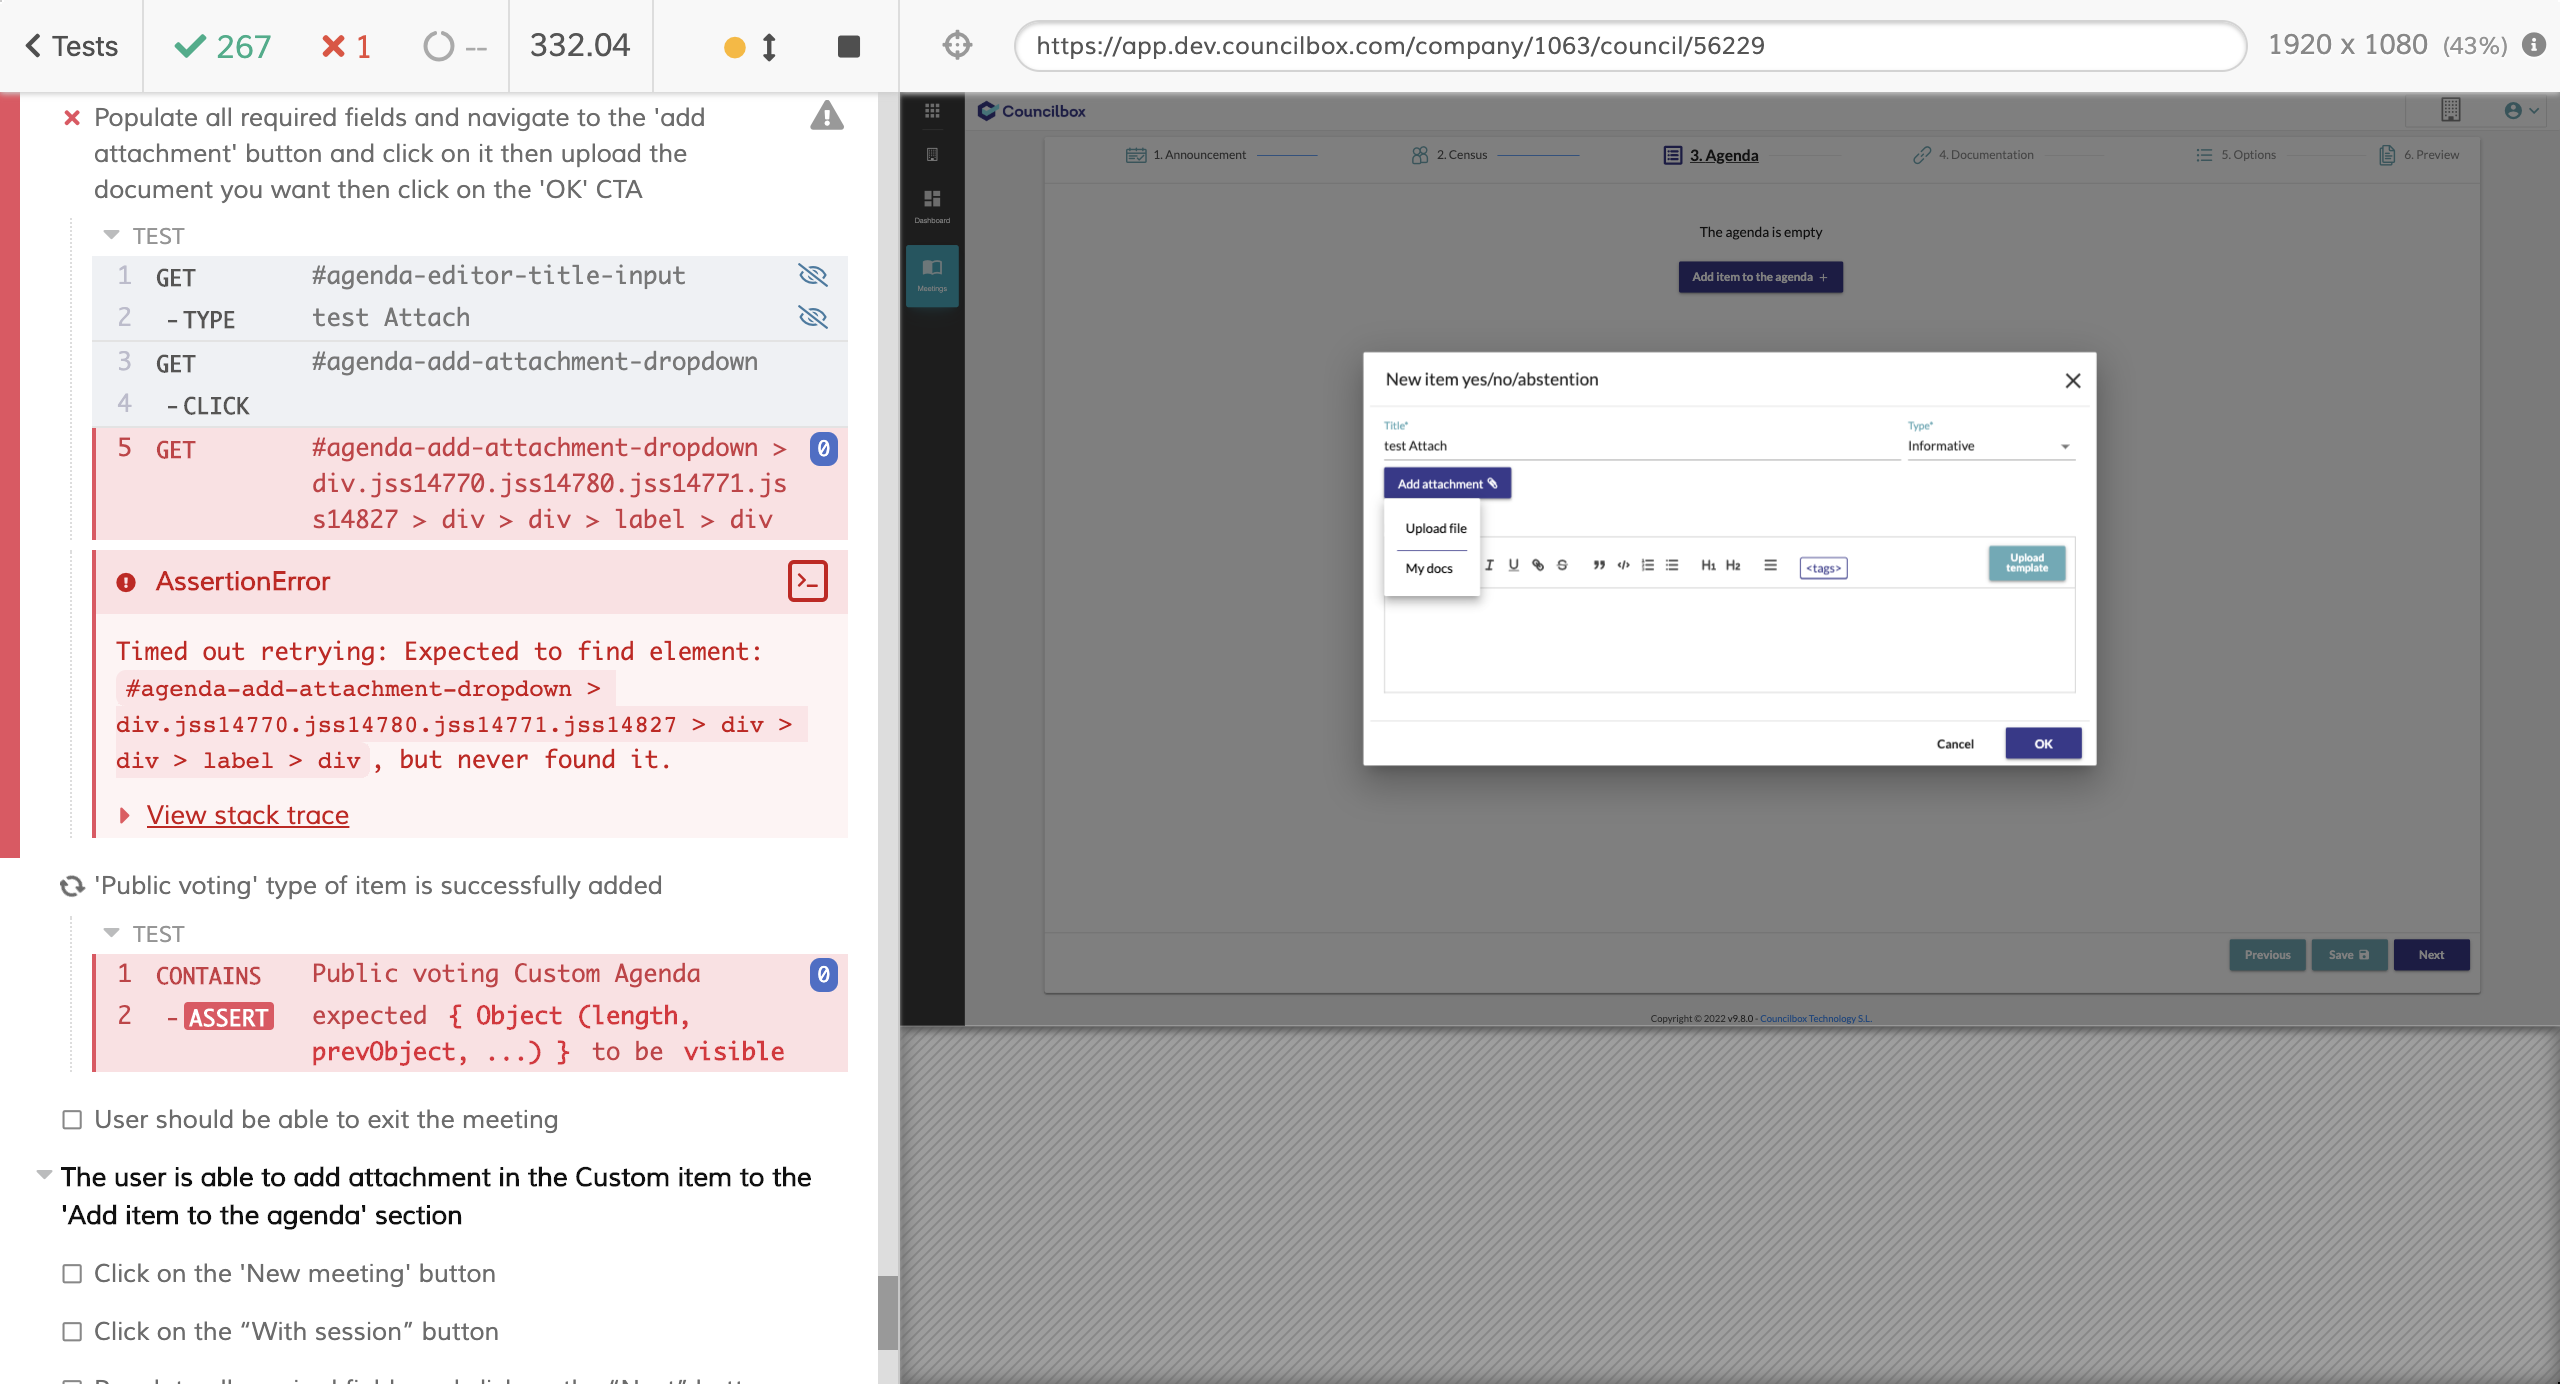 Tests
267
1
--
332.04
https://app.dev.councilbox.com/company/1063/council/56229
1920 x 1080 (43%)
Populate all required fields and navigate to the 'add
attachment' button and click on it then upload the
document you want then click on the 'OK' CTA
TEST
1 GET #agenda-editor-title-input
2 -TYPE test Attach
3 GET #agenda-add-attachment-dropdown
4 -CLICK
5 GET #agenda-add-attachment-dropdown > 0
div.jss14770.jss14780.jss14771.js
s14827 > div > div > label > div
AssertionError
Timed out retrying: Expected to find element:
#agenda-add-attachment-dropdown >
div.jss14770.jss14780.jss14771.jss14827 > div >
div > label > div, but never found it.
View stack trace
'Public voting' type of item is successfully added
TEST
1 CONTAINS Public voting Custom Agenda 0
2 -ASSERT expected { Object (length,
prevObject, ...) } to be visible
User should be able to exit the meeting
The user is able to add attachment in the Custom item to the
'Add item to the agenda' section
Click on the 'New meeting' button
Click on the “With session” button
Councilbox
Dashboard
Meetings
1. Announcement
2. Census
3. Agenda
4. Documentation
5. Options
6. Preview
The agenda is empty
Add item to the agenda +
New item yes/no/abstention
Title*
test Attach
Type*
Informative
Add attachment
Upload file
My docs
I U S H1 H2 <tags>
Upload
template
Cancel
OK
Previous
Save
Next
Copyright © 2022 v9.8.0 - Councilbox Technology S.L.